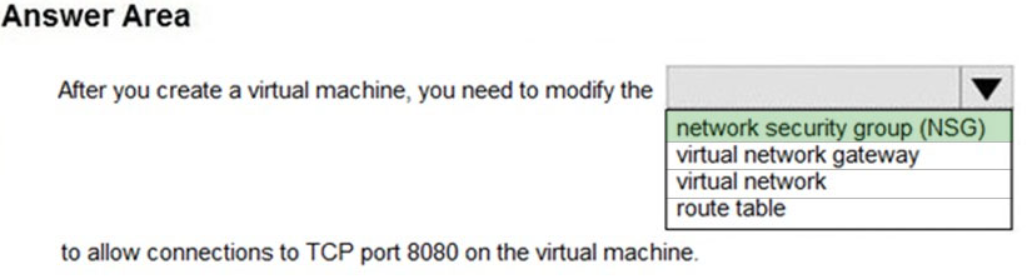 Answer Area
After you create a virtual machine, you need to modify the
network security group (NSG)
virtual network gateway
virtual network
route table
to allow connections to TCP port 8080 on the virtual machine.